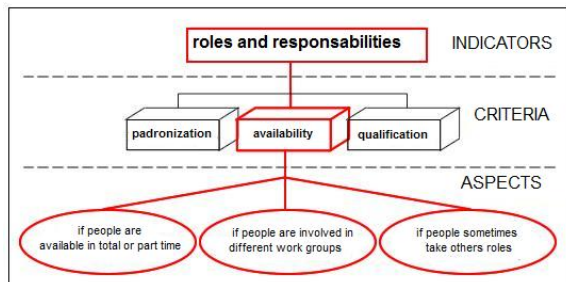 roles and responsabilities
INDICATORS
padronization
availability
qualification
CRITERIA
ASPECTS
if people are
available in total or part time
if people are involved in
different work groups
if people sometimes
take others roles